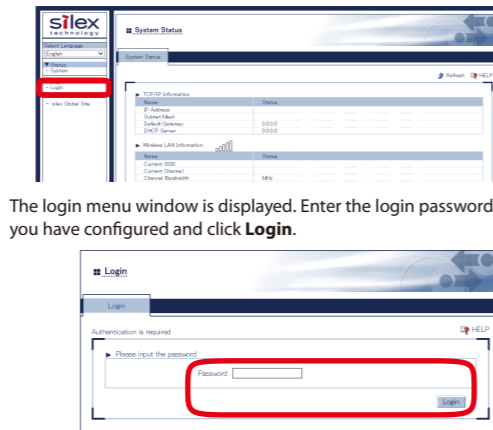 silex
technology
Select Language
English
Status
- System
- Login
- silex Global Site
System Status
System Status
Refresh HELP
TCP/IP Information
Name Status
IP Address
Subnet Mask
Default Gateway 0.0.0.0
DHCP Server 0.0.0.0
Wireless LAN Information
Name Status
Current SSID
Current Channel
Channel Bandwidth MHz
The login menu window is displayed. Enter the login password
you have configured and click Login.
Login
Login
Authentication is required HELP
Please input the password
Password
Login